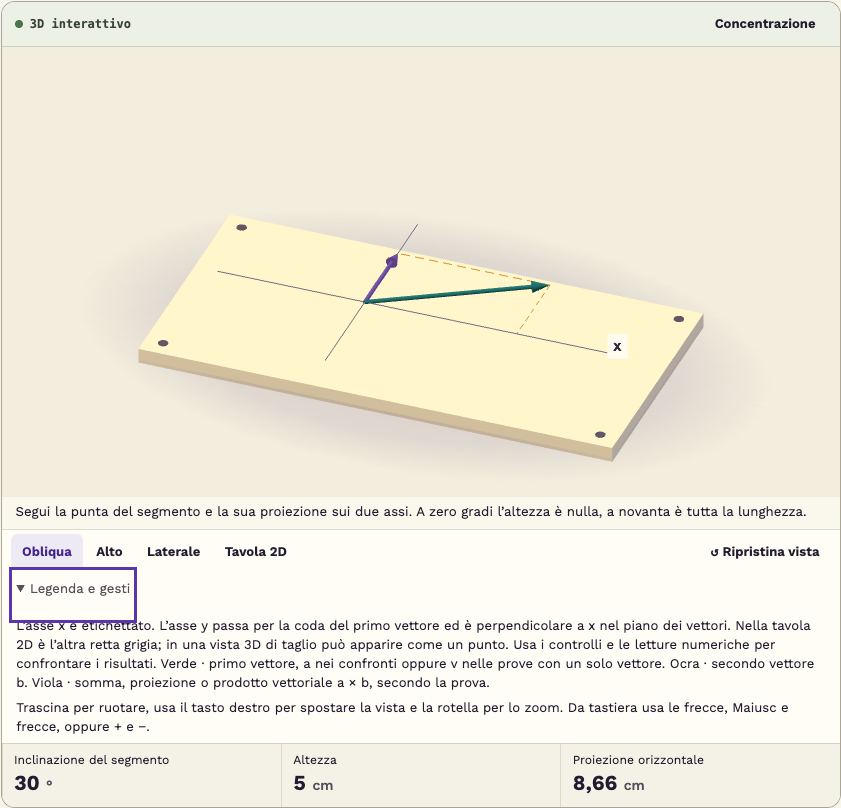 3D interattivo
Concentrazione
x
Segui la punta del segmento e la sua proiezione sui due assi. A zero gradi l’altezza è nulla, a novanta è tutta la lunghezza.
Obliqua Alto Laterale Tavola 2D ↺ Ripristina vista
▼ Legenda e gesti
L’asse x è etichettato. L’asse y passa per la coda del primo vettore ed è perpendicolare a x nel piano dei vettori. Nella tavola
2D è l’altra retta grigia; in una vista 3D di taglio può apparire come un punto. Usa i controlli e le letture numeriche per
confrontare i risultati. Verde · primo vettore, a nei confronti oppure v nelle prove con un solo vettore. Ocra · secondo vettore
b. Viola · somma, proiezione o prodotto vettoriale a × b, secondo la prova.
Trascina per ruotare, usa il tasto destro per spostare la vista e la rotella per lo zoom. Da tastiera usa le frecce, Maiusc e
frecce, oppure + e −.
Inclinazione del segmento
30 °
Altezza
5 cm
Proiezione orizzontale
8,66 cm